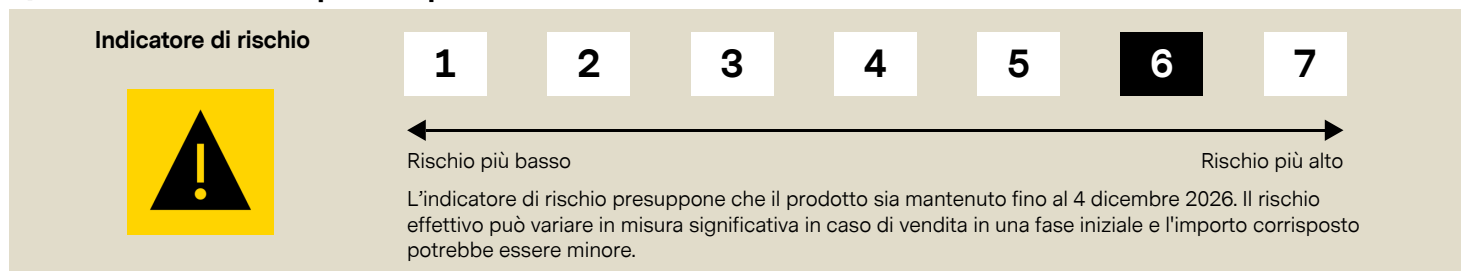 Indicatore di rischio
1 2 3 4 5 6 7
Rischio più basso Rischio più alto
L'indicatore di rischio presuppone che il prodotto sia mantenuto fino al 4 dicembre 2026. Il rischio
effettivo può variare in misura significativa in caso di vendita in una fase iniziale e l'importo corrisposto
potrebbe essere minore.